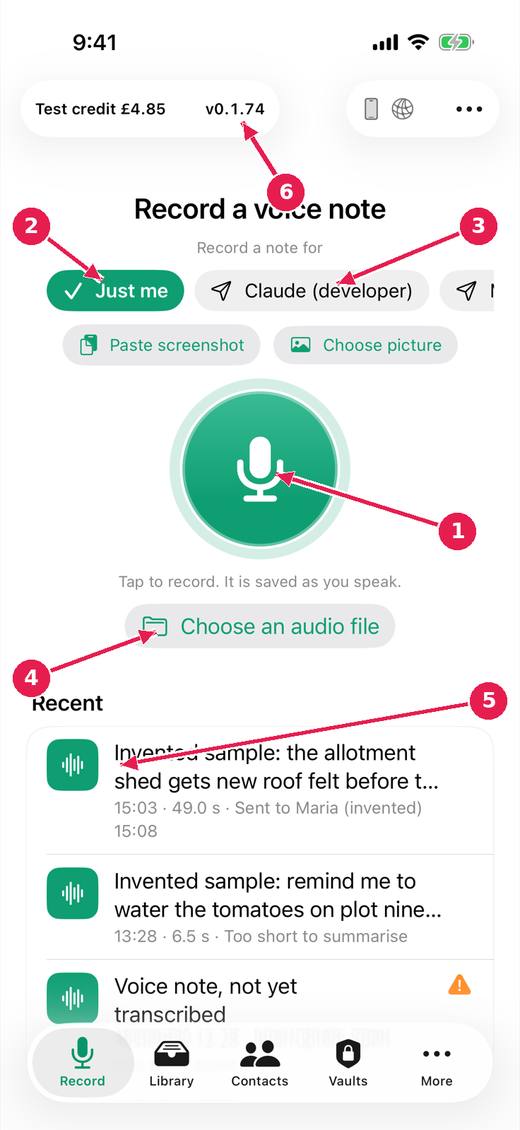 9:41
Test credit £4.85 v0.1.74
6
Record a voice note
2
3
Record a note for
Just me
Claude (developer)
Paste screenshot
Choose picture
1
Tap to record. It is saved as you speak.
Choose an audio file
4
Recent
5
Invented sample: the allotment
shed gets new roof felt before t...
15:03 · 49.0 s · Sent to Maria (invented)
15:08
Invented sample: remind me to
water the tomatoes on plot nine...
13:28 · 6.5 s · Too short to summarise
Voice note, not yet
transcribed
Record
Library
Contacts
Vaults
More